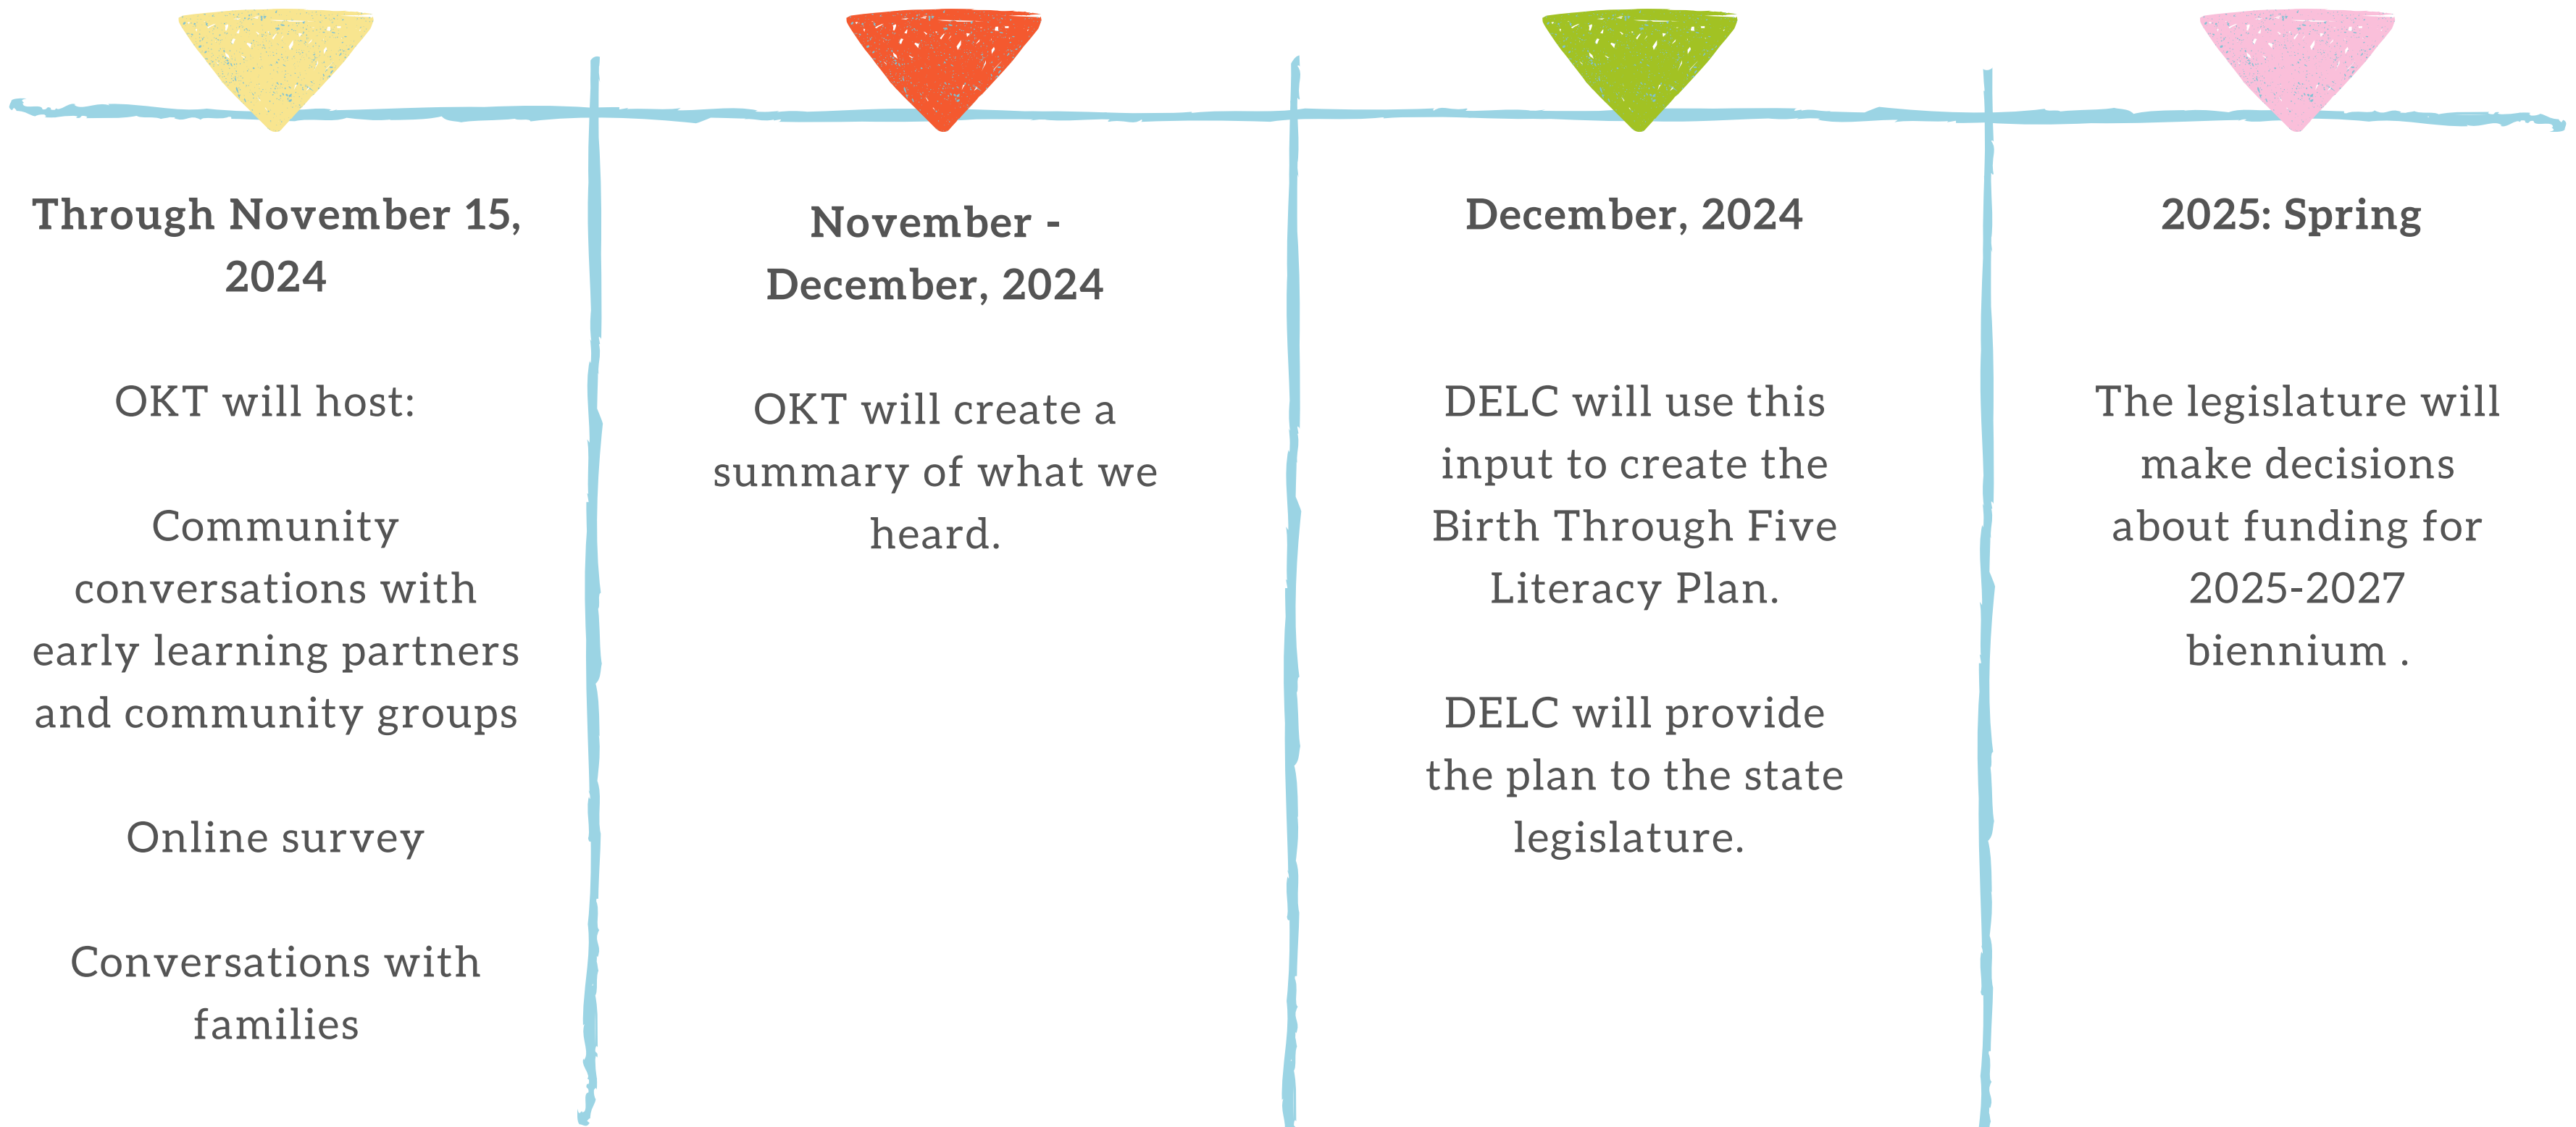 Through November 15,
2024
OKT will host:
Community
conversations with
early learning partners
and community groups
Online survey
Conversations with
families
November -
December, 2024
OKT will create a
summary of what we
heard.
December, 2024
DELC will use this
input to create the
Birth Through Five
Literacy Plan.
DELC will provide
the plan to the state
legislature.
2025: Spring
The legislature will
make decisions
about funding for
2025-2027
biennium .